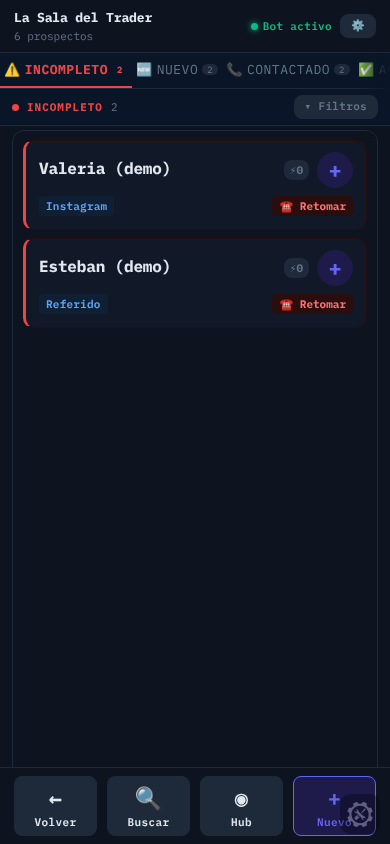 La Sala del Trader
6 prospectos
Bot activo
INCOMPLETO 2
NUEVO 2
CONTACTADO 2
INCOMPLETO 2
▾ Filtros
Valeria (demo)
⚡0
+
Instagram
☎️ Retomar
Esteban (demo)
⚡0
+
Referido
☎️ Retomar
← Volver
Buscar
Hub
+ Nuevo